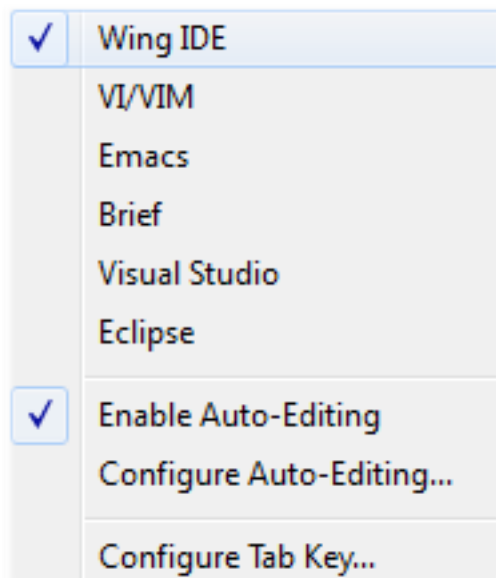 Wing IDE
VI/VIM
Emacs
Brief
Visual Studio
Eclipse
Enable Auto-Editing
Configure Auto-Editing...
Configure Tab Key...